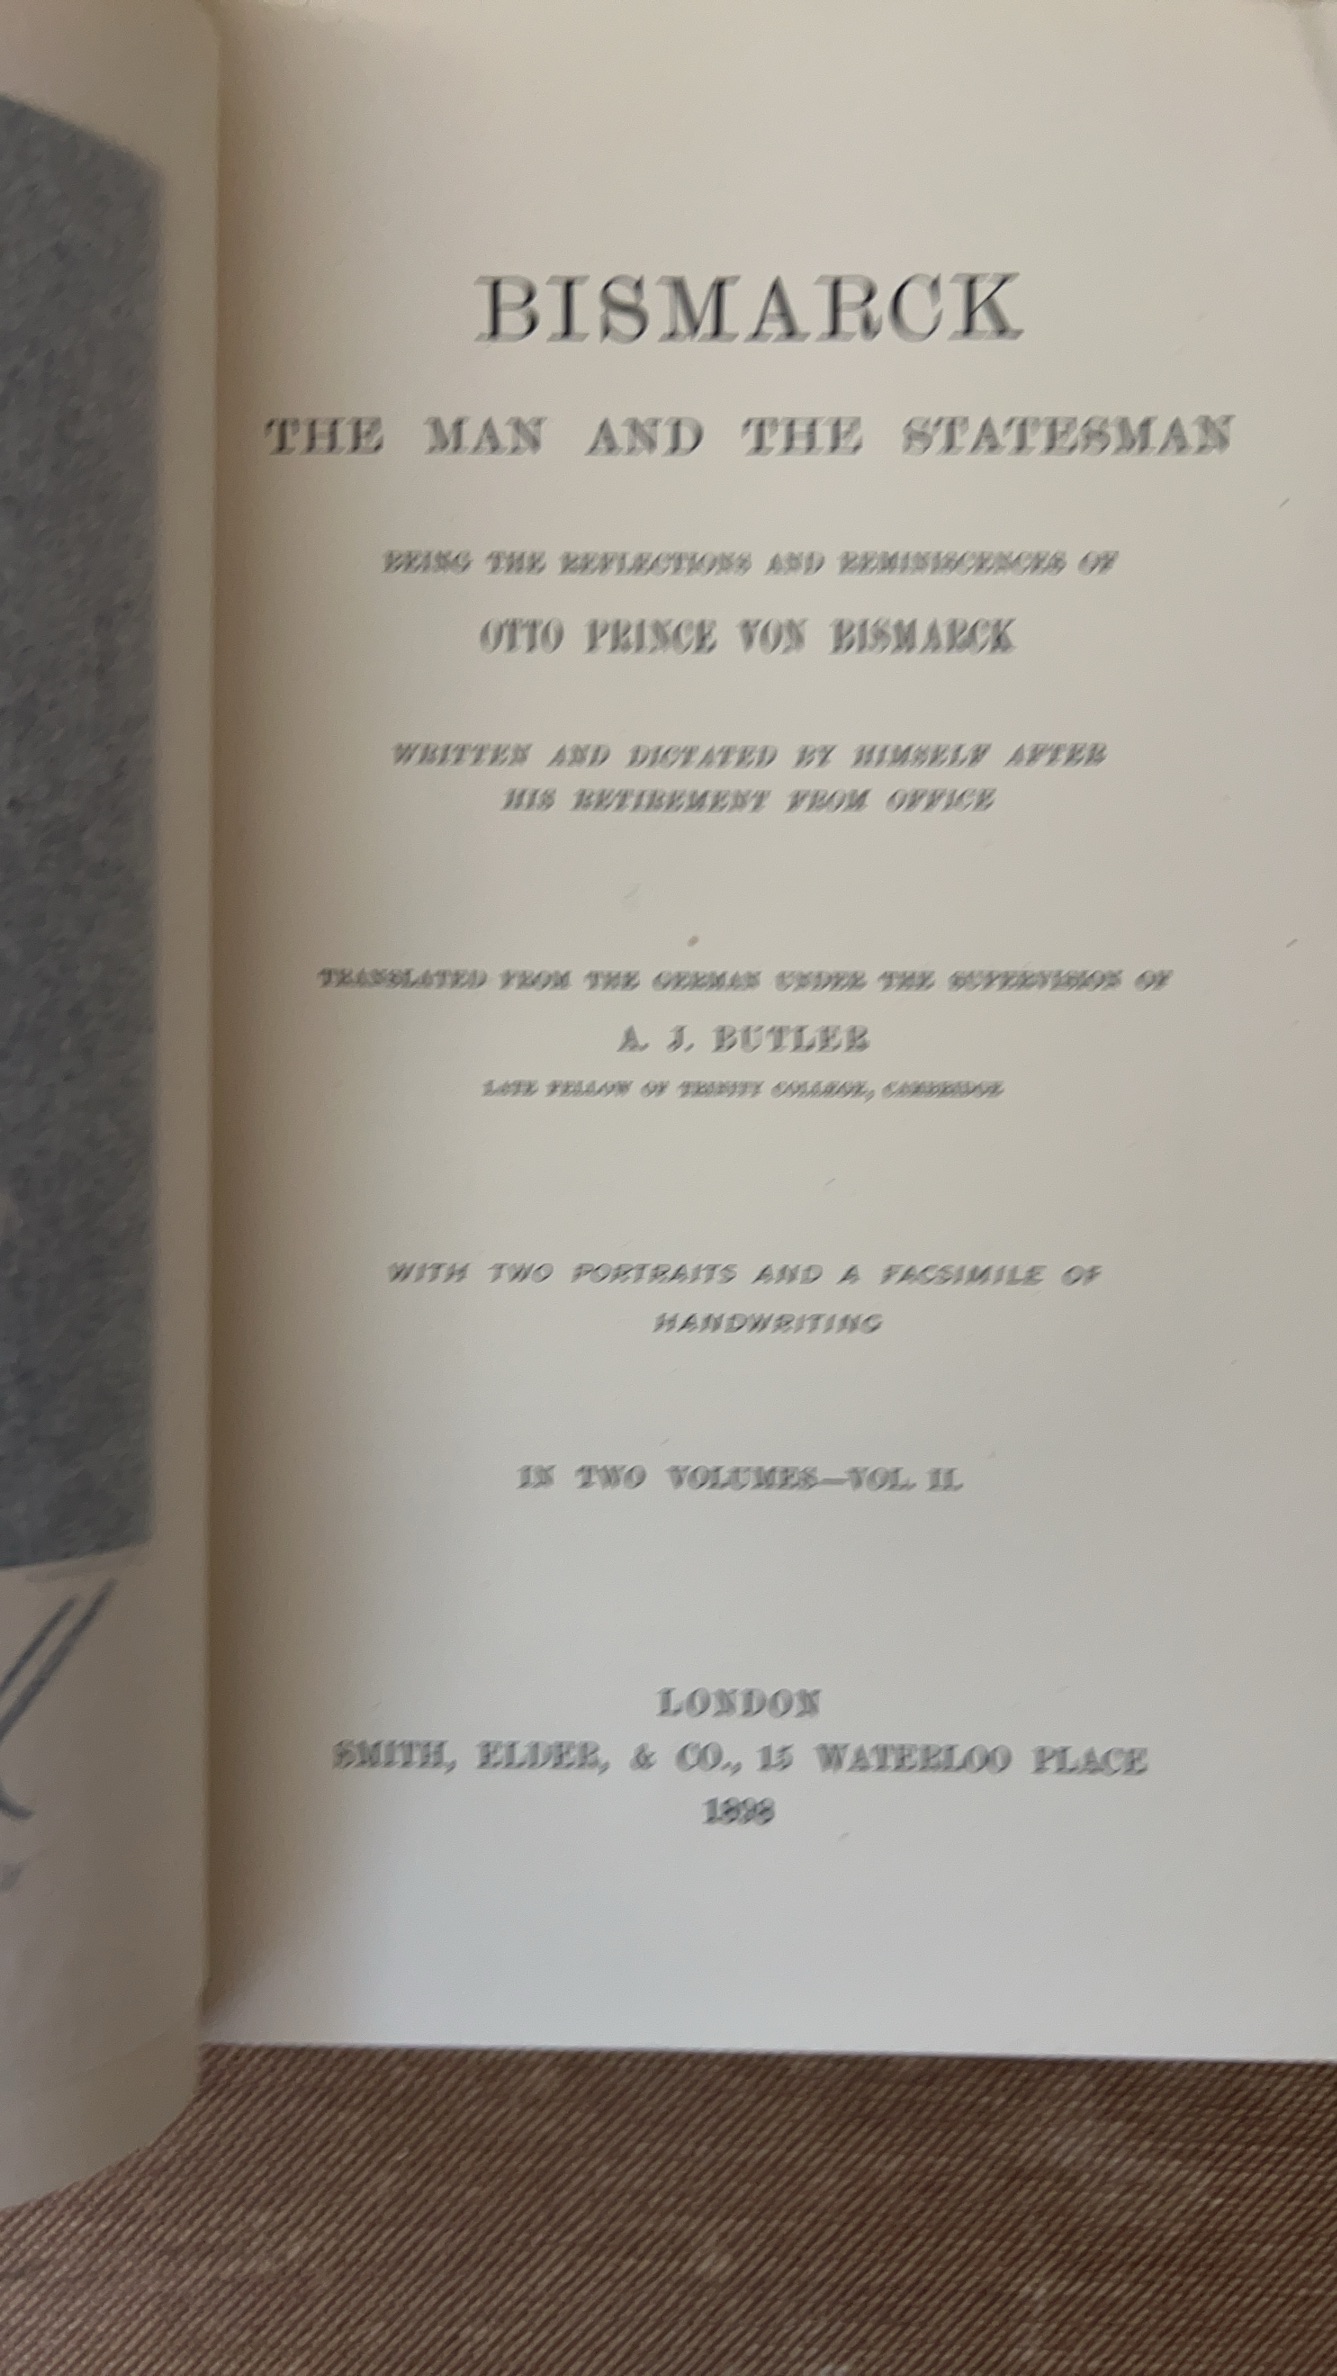 BISMARCK
THE MAN AND THE STATESMAN
BEING THE REFLECTIONS AND REMINISCENCES OF
OTTO PRINCE VON BISMARCK
WRITTEN AND DICTATED BY HIMSELF AFTER
HIS RETIREMENT FROM OFFICE
TRANSLATED FROM THE GERMAN UNDER THE SUPERVISION OF
A. J. BUTLER
LATE FELLOW OF TRINITY COLLEGE, CAMBRIDGE
WITH TWO PORTRAITS AND A FACSIMILE OF
HANDWRITING
IN TWO VOLUMES—VOL. II.
LONDON
SMITH, ELDER, & CO., 15 WATERLOO PLACE
1898